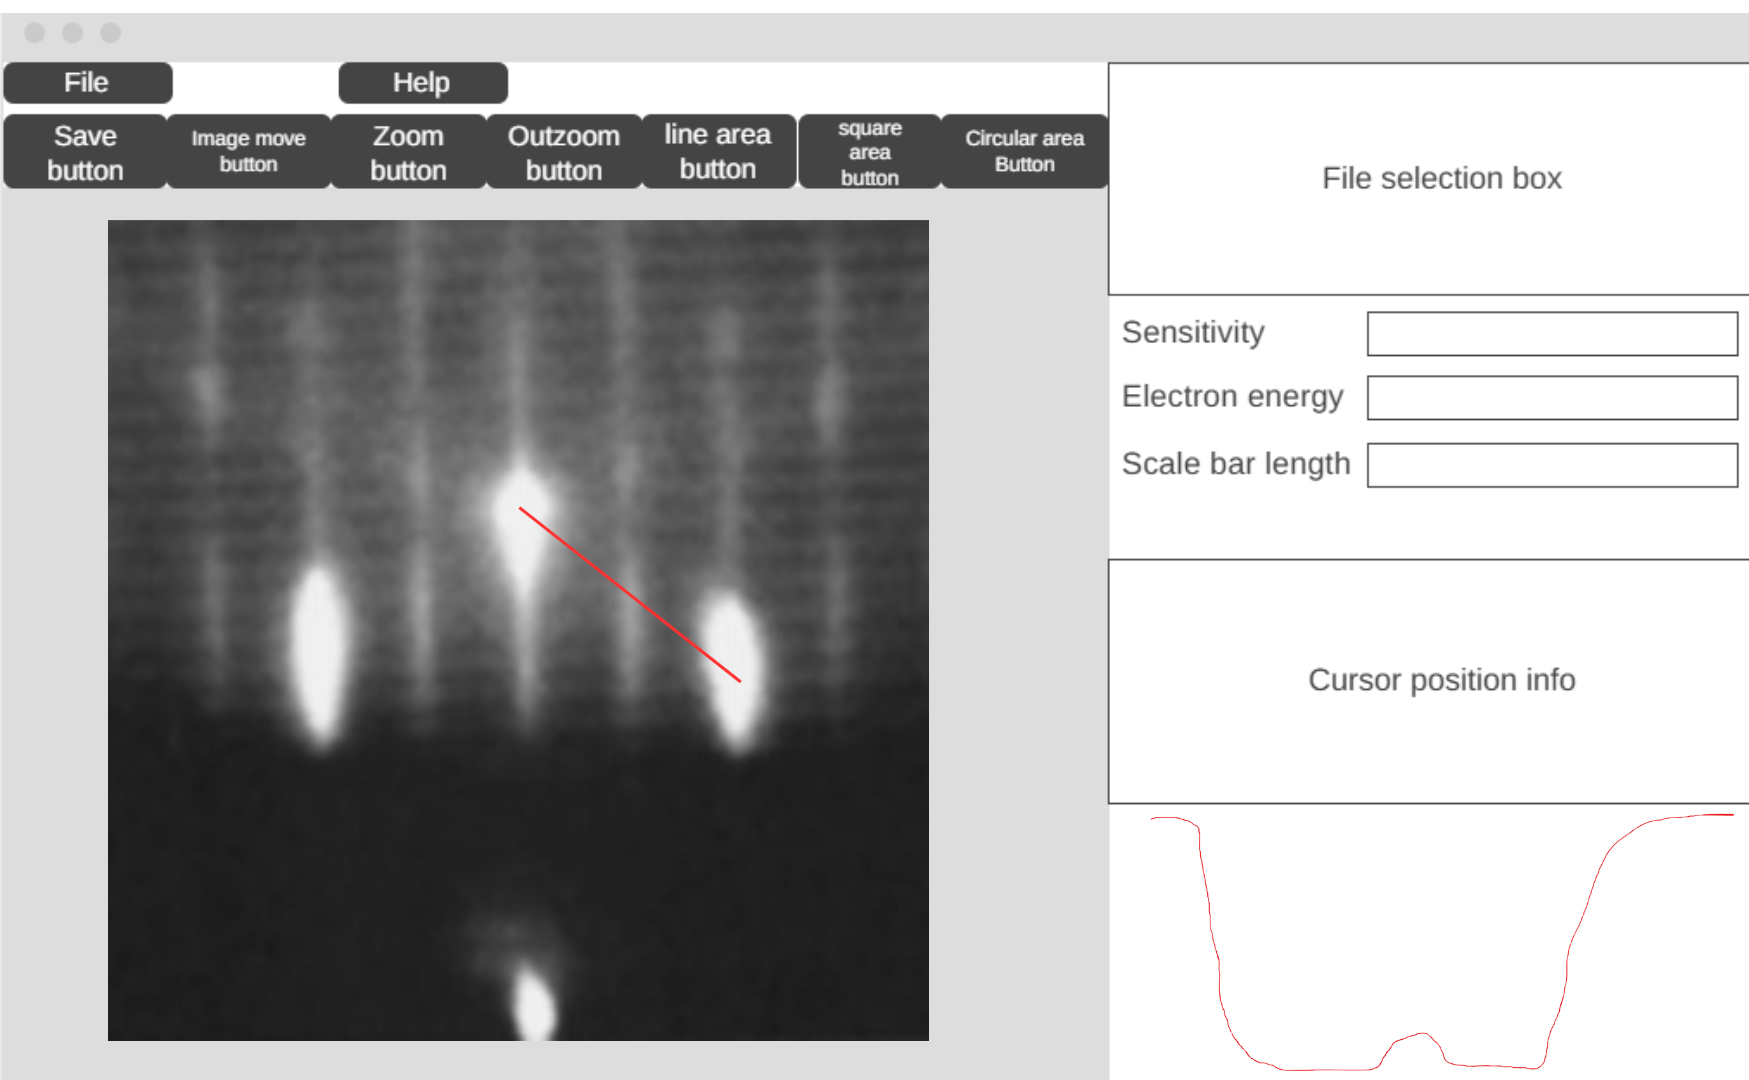 File
Help
Save
button
Image move
button
Zoom
button
Outzoom
button
line area
button
square
area
button
Circular area
Button
File selection box
Sensitivity
Electron energy
Scale bar length
Cursor position info